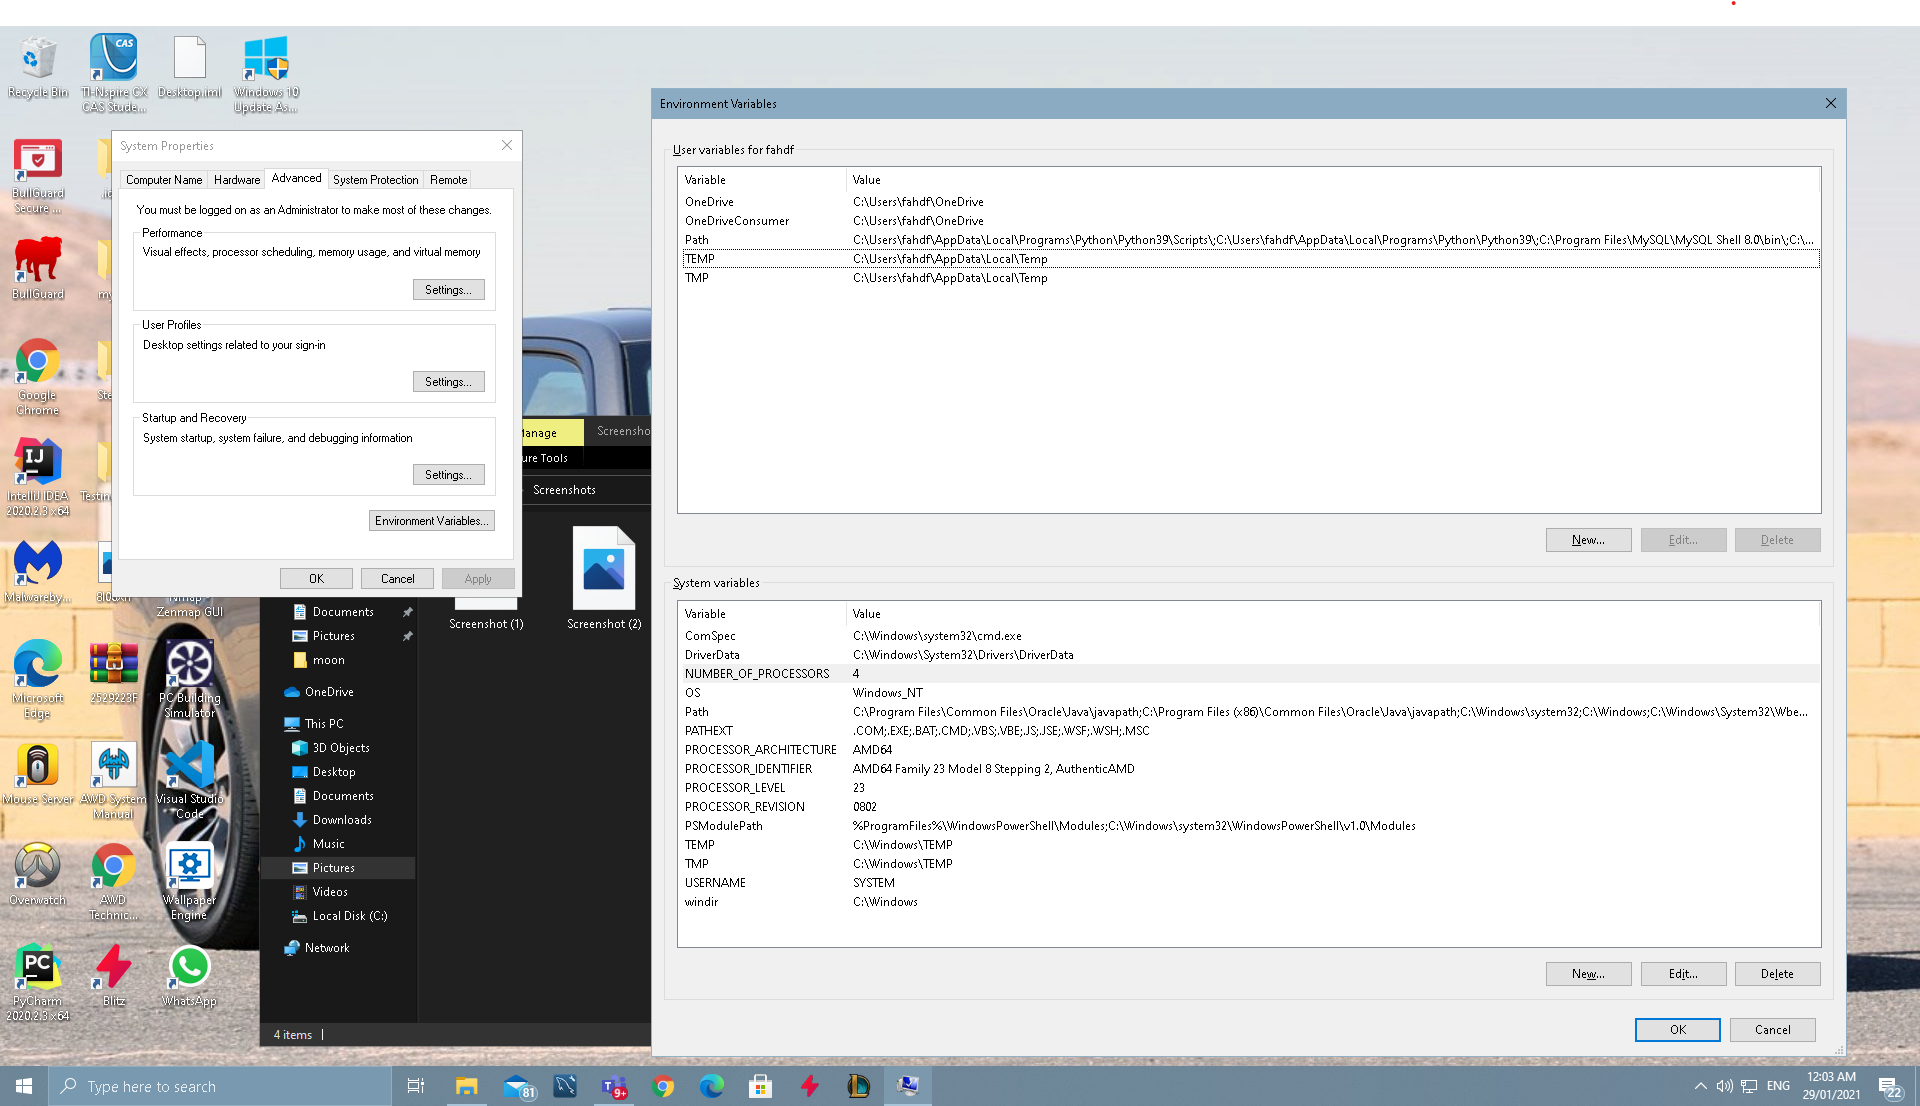 Recycle Bin
TI-Nspire CX
CAS Stude...
CAS
Desktop.iml
Windows 10
Update As...
BullGuard
Secure ...
BullGuard
Google
Chrome
IntelliJ IDEA
2020.2.3 x64
IJ
Testin
Malwareby...
Zenmap GUI
Microsoft
Edge
2529223F
PC Building
Simulator
Mouse Server
AWD System
Manual
Visual Studio
Code
Overwatch
AWD
Technic...
Wallpaper
Engine
PC
PyCharm
2020.2.3 x64
Blitz
WhatsApp
System Properties
Computer Name
Hardware
Advanced
System Protection
Remote
You must be logged on as an Administrator to make most of these changes.
Performance
Visual effects, processor scheduling, memory usage, and virtual memory
Settings...
User Profiles
Desktop settings related to your sign-in
Settings...
Startup and Recovery
System startup, system failure, and debugging information
Settings...
Environment Variables...
OK
Cancel
Apply
anage
Screensho
ure Tools
Screenshots
Documents
Pictures
moon
OneDrive
This PC
3D Objects
Desktop
Documents
Downloads
Music
Pictures
Videos
Local Disk (C:)
Network
Screenshot (1)
Screenshot (2)
4 items
Environment Variables
User variables for fahdf
Variable Value
OneDrive C:\Users\fahdf\OneDrive
OneDriveConsumer C:\Users\fahdf\OneDrive
Path C:\Users\fahdf\AppData\Local\Programs\Python\Python39\Scripts\;C:\Users\fahdf\AppData\Local\Programs\Python\Python39\;C:\Program Files\MySQL\MySQL Shell 8.0\bin\;C:\...
TEMP C:\Users\fahdf\AppData\Local\Temp
TMP C:\Users\fahdf\AppData\Local\Temp
New...
Edit...
Delete
System variables
Variable Value
ComSpec C:\Windows\system32\cmd.exe
DriverData C:\Windows\System32\Drivers\DriverData
NUMBER_OF_PROCESSORS 4
OS Windows_NT
Path C:\Program Files\Common Files\Oracle\Java\javapath;C:\Program Files (x86)\Common Files\Oracle\Java\javapath;C:\Windows\system32;C:\Windows;C:\Windows\System32\Wbe...
PATHEXT .COM;.EXE;.BAT;.CMD;.VBS;.VBE;.JS;.JSE;.WSF;.WSH;.MSC
PROCESSOR_ARCHITECTURE AMD64
PROCESSOR_IDENTIFIER AMD64 Family 23 Model 8 Stepping 2, AuthenticAMD
PROCESSOR_LEVEL 23
PROCESSOR_REVISION 0802
PSModulePath %ProgramFiles%\WindowsPowerShell\Modules;C:\Windows\system32\WindowsPowerShell\v1.0\Modules
TEMP C:\Windows\TEMP
TMP C:\Windows\TEMP
USERNAME SYSTEM
windir C:\Windows
New...
Edit...
Delete
OK
Cancel
Type here to search
81
9+
ENG
12:03 AM
29/01/2021
22